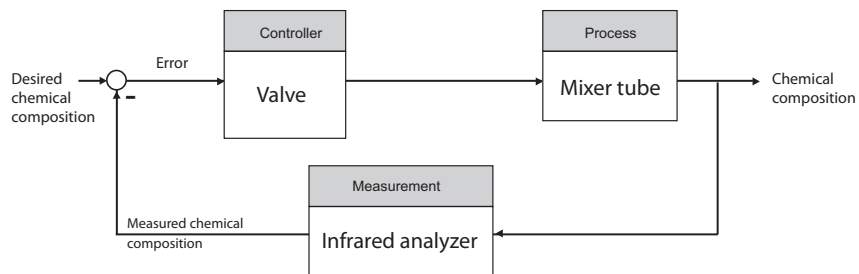 Controller
Process
Error
Desired
chemical
composition
Valve
Mixer tube
Chemical
composition
Measurement
Measured chemical
composition
Infrared analyzer